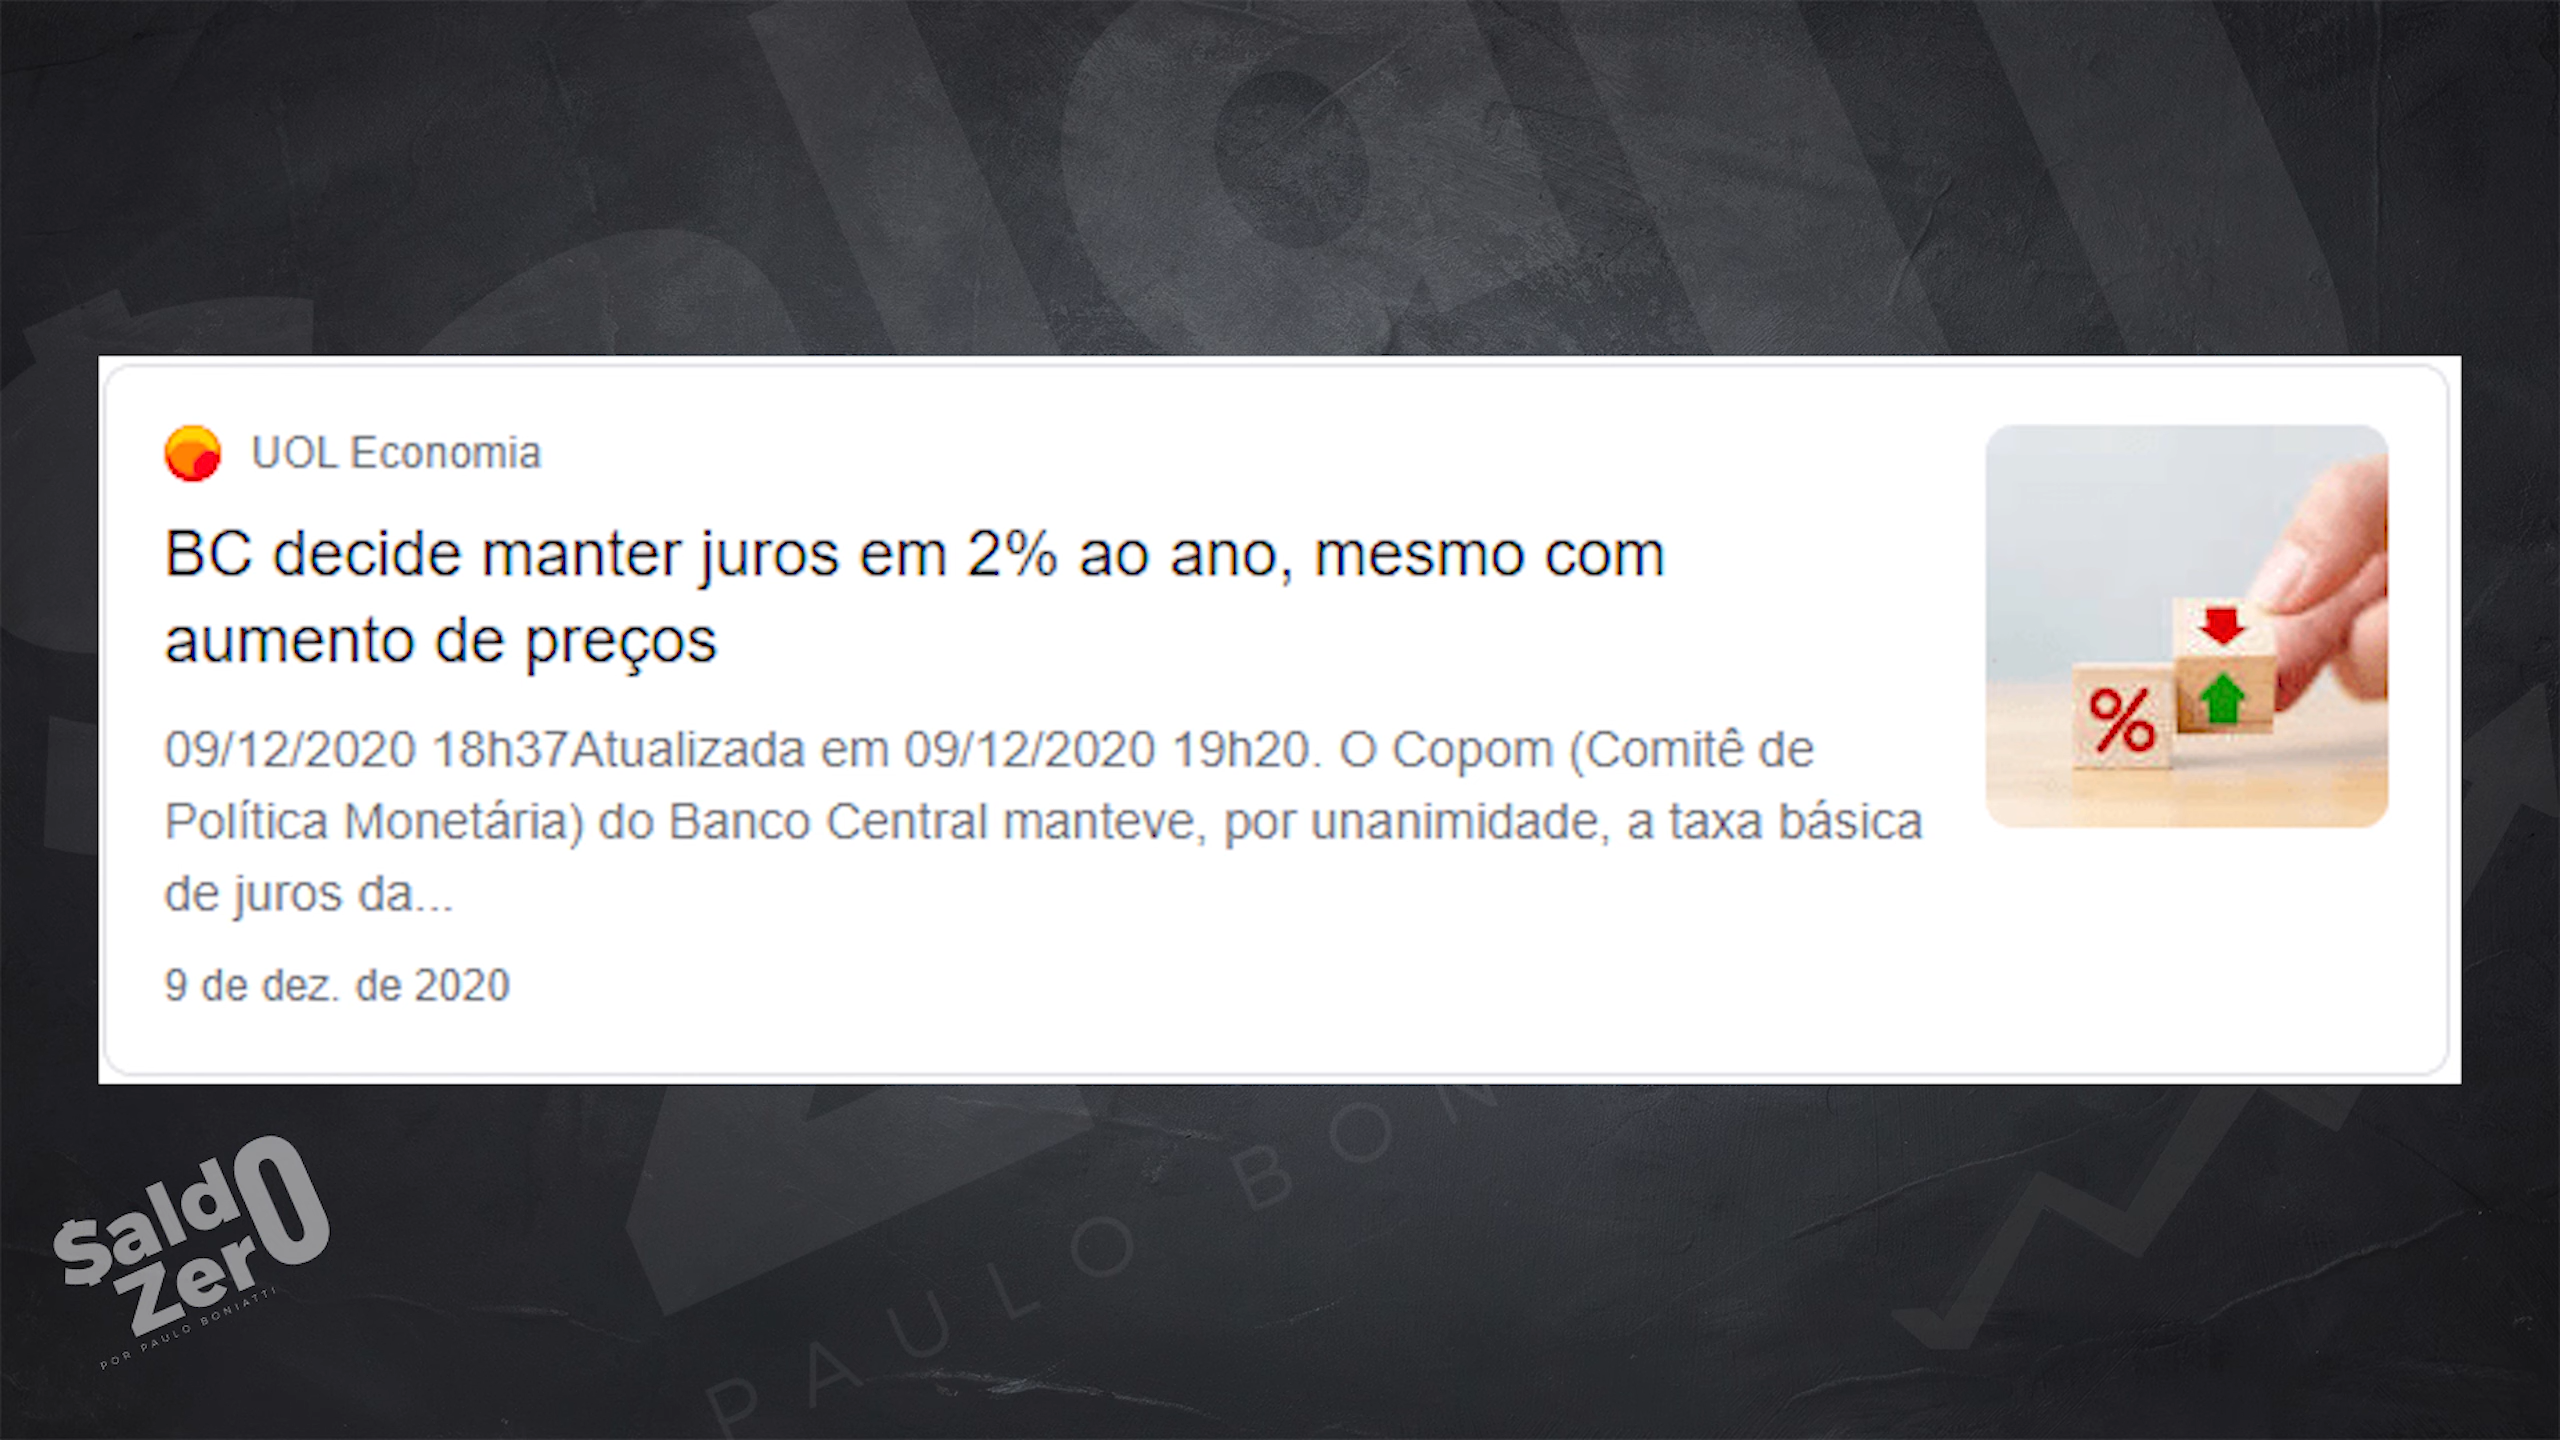 UOL Economia
BC decide manter juros em 2% ao ano, mesmo com
aumento de preços
09/12/2020 18h37Atualizada em 09/12/2020 19h20. O Copom (Comitê de
Política Monetária) do Banco Central manteve, por unanimidade, a taxa básica
de juros da...
9 de dez. de 2020
%
$ald0
Zer
POR PAULO BONIATTI
PAULO BON